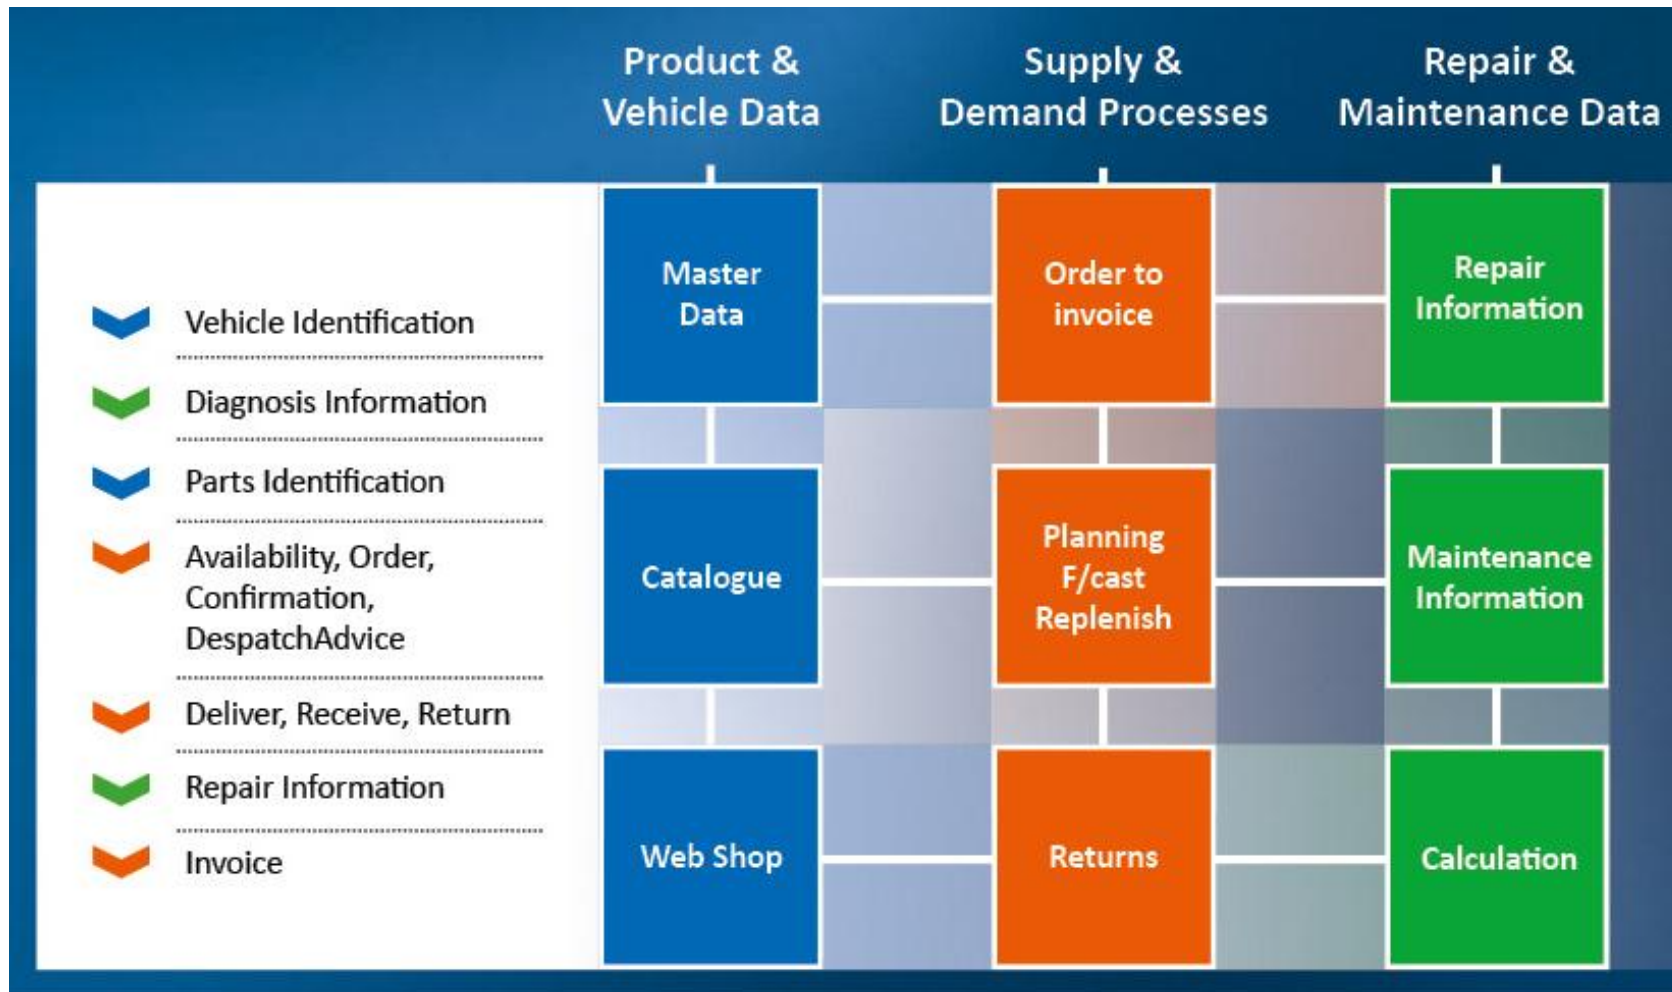 Product &
Vehicle Data
Supply &
Demand Processes
Repair &
Maintenance Data
Vehicle Identification
Diagnosis Information
Parts Identification
Availability, Order,
Confirmation,
DespatchAdvice
Deliver, Receive, Return
Repair Information
Invoice
Master
Data
Order to
invoice
Repair
Information
Catalogue
Planning
F/cast
Replenish
Maintenance
Information
Web Shop
Returns
Calculation